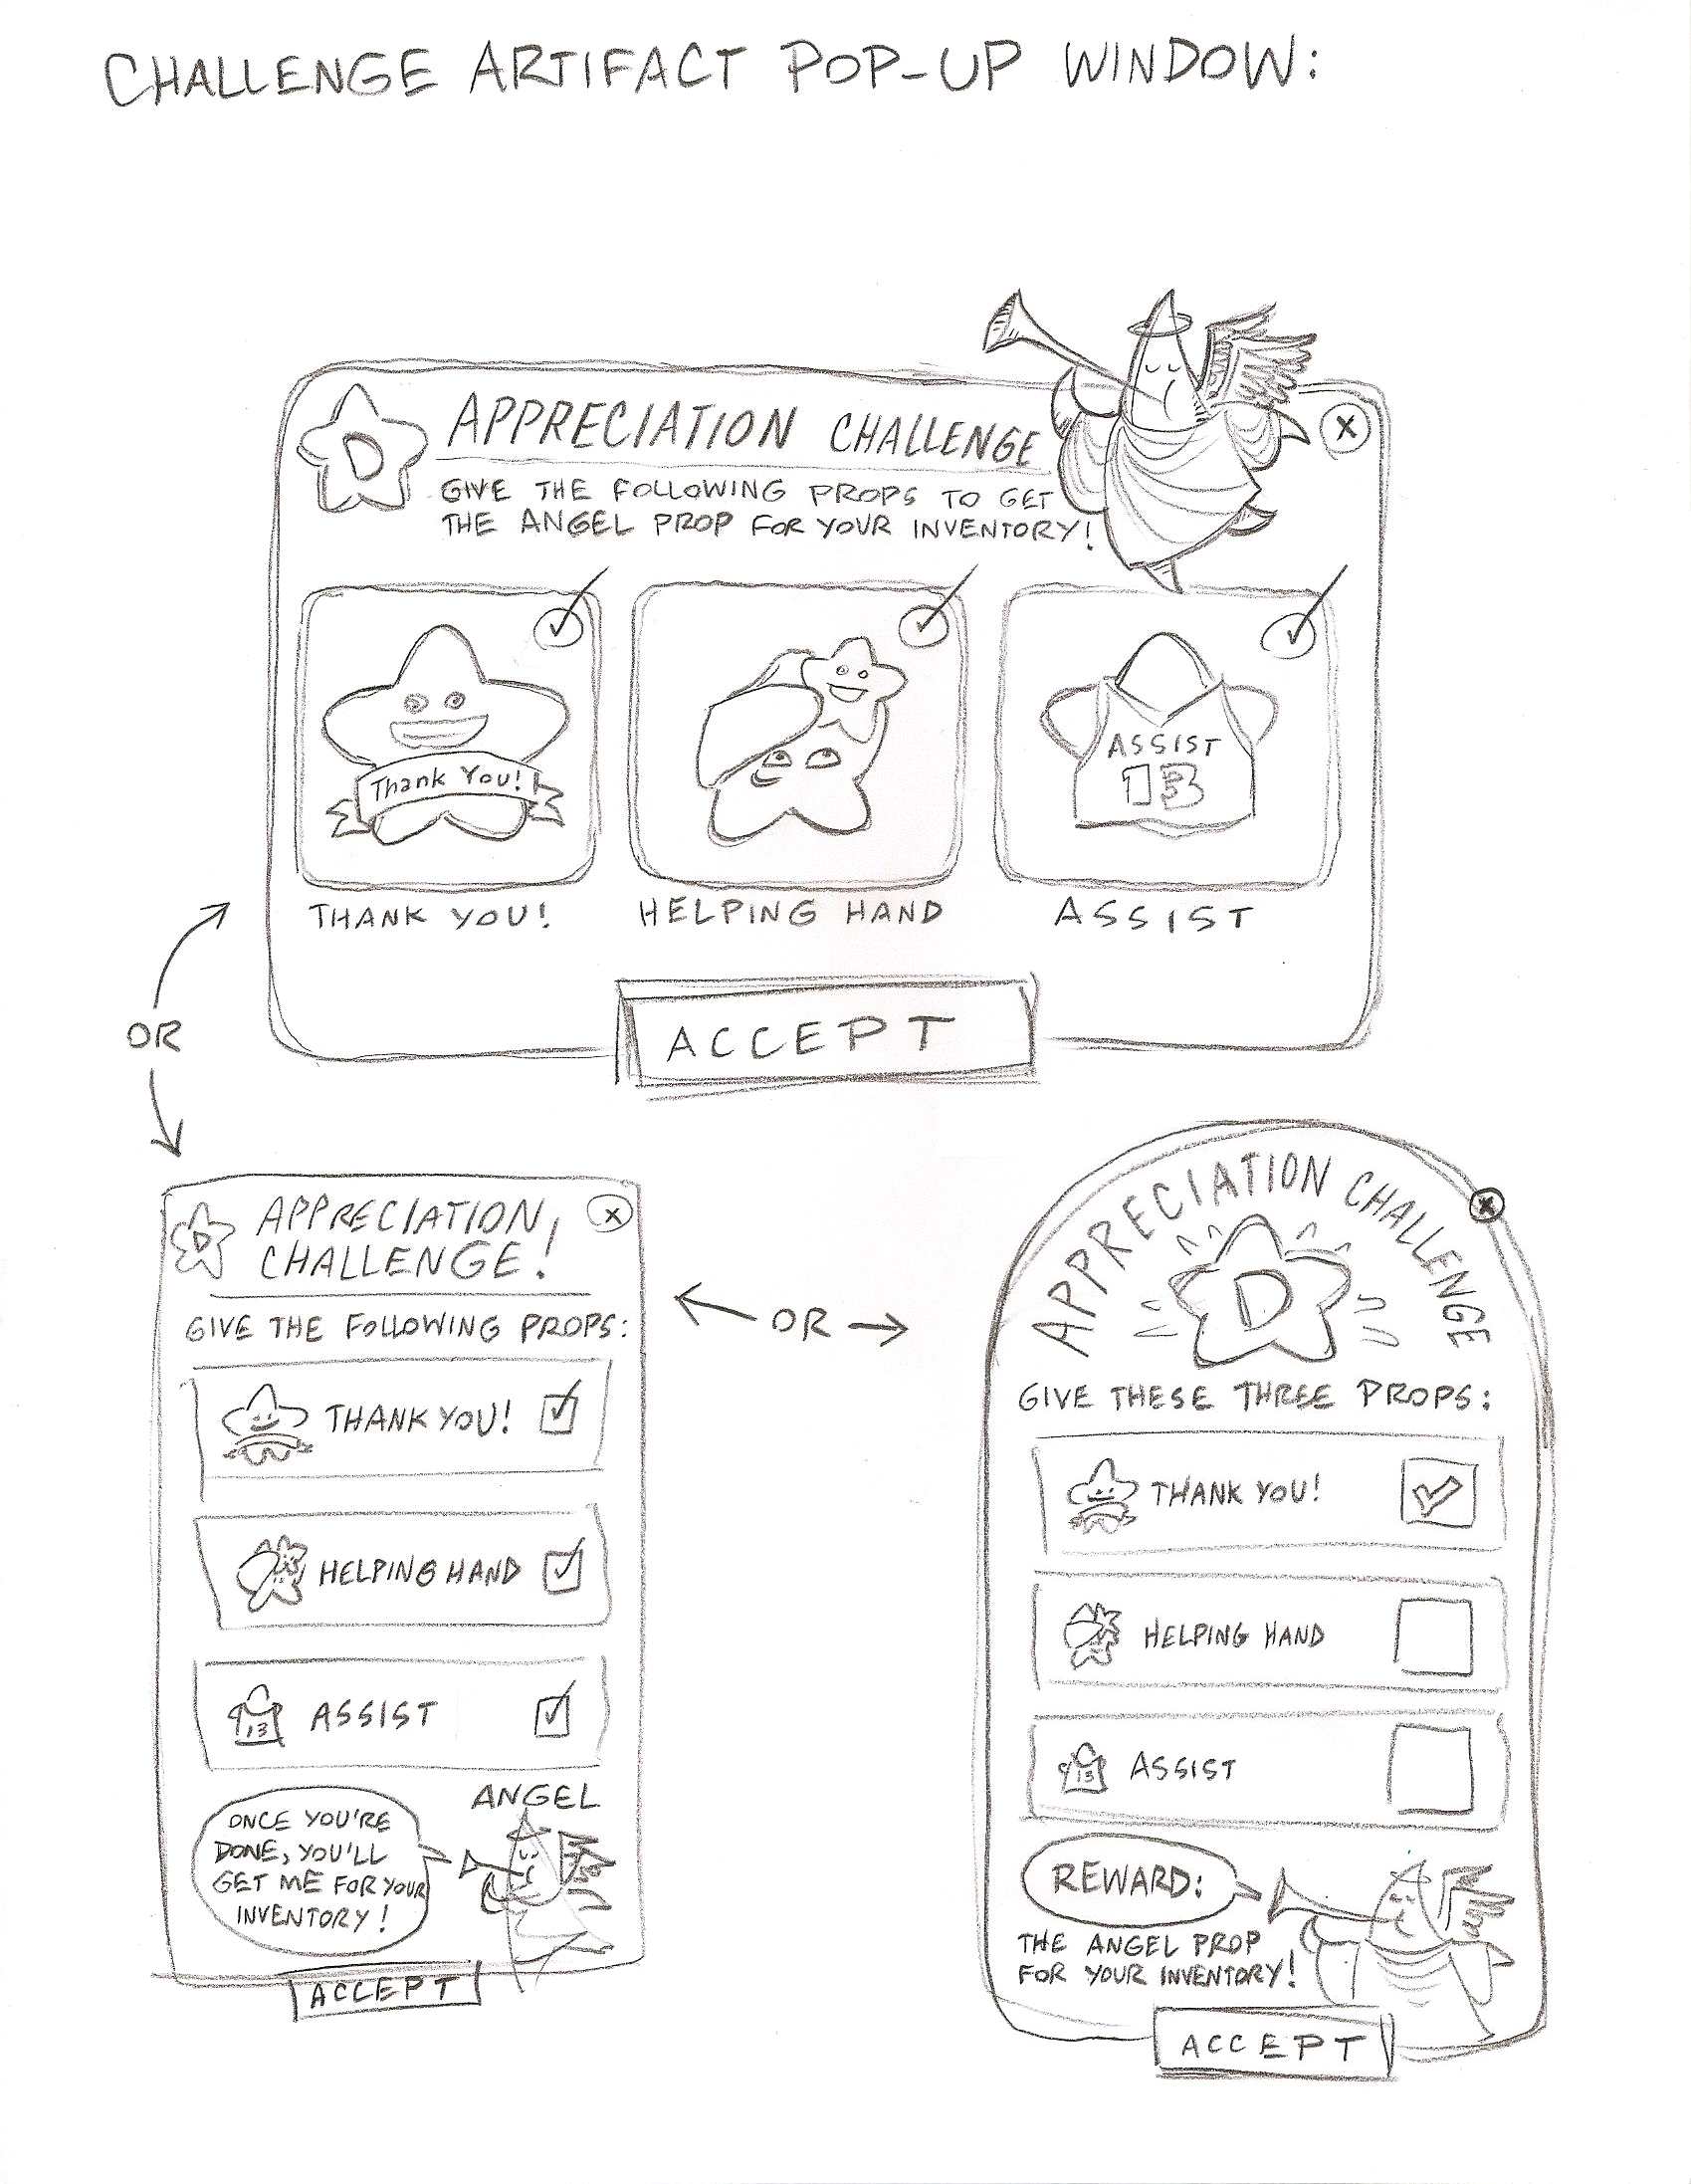 CHALLENGE ARTIFACT POP-UP WINDOW:
D
APPRECIATION CHALLENGE
X
GIVE THE FOLLOWING PROPS TO GET
THE ANGEL PROP FOR YOUR INVENTORY!
Thank You!
ASSIST
13
THANK YOU!
HELPING HAND
ASSIST
ACCEPT
OR
D
APPRECIATION
CHALLENGE!
X
GIVE THE FOLLOWING PROPS:
THANK YOU!
HELPING HAND
13
ASSIST
ANGEL
ONCE YOU'RE
DONE, YOU'LL
GET ME FOR YOUR
INVENTORY!
ACCEPT
OR
APPRECIATION CHALLENGE
X
D
GIVE THESE THREE PROPS:
THANK YOU!
HELPING HAND
13
ASSIST
REWARD:
THE ANGEL PROP
FOR YOUR INVENTORY!
ACCEPT